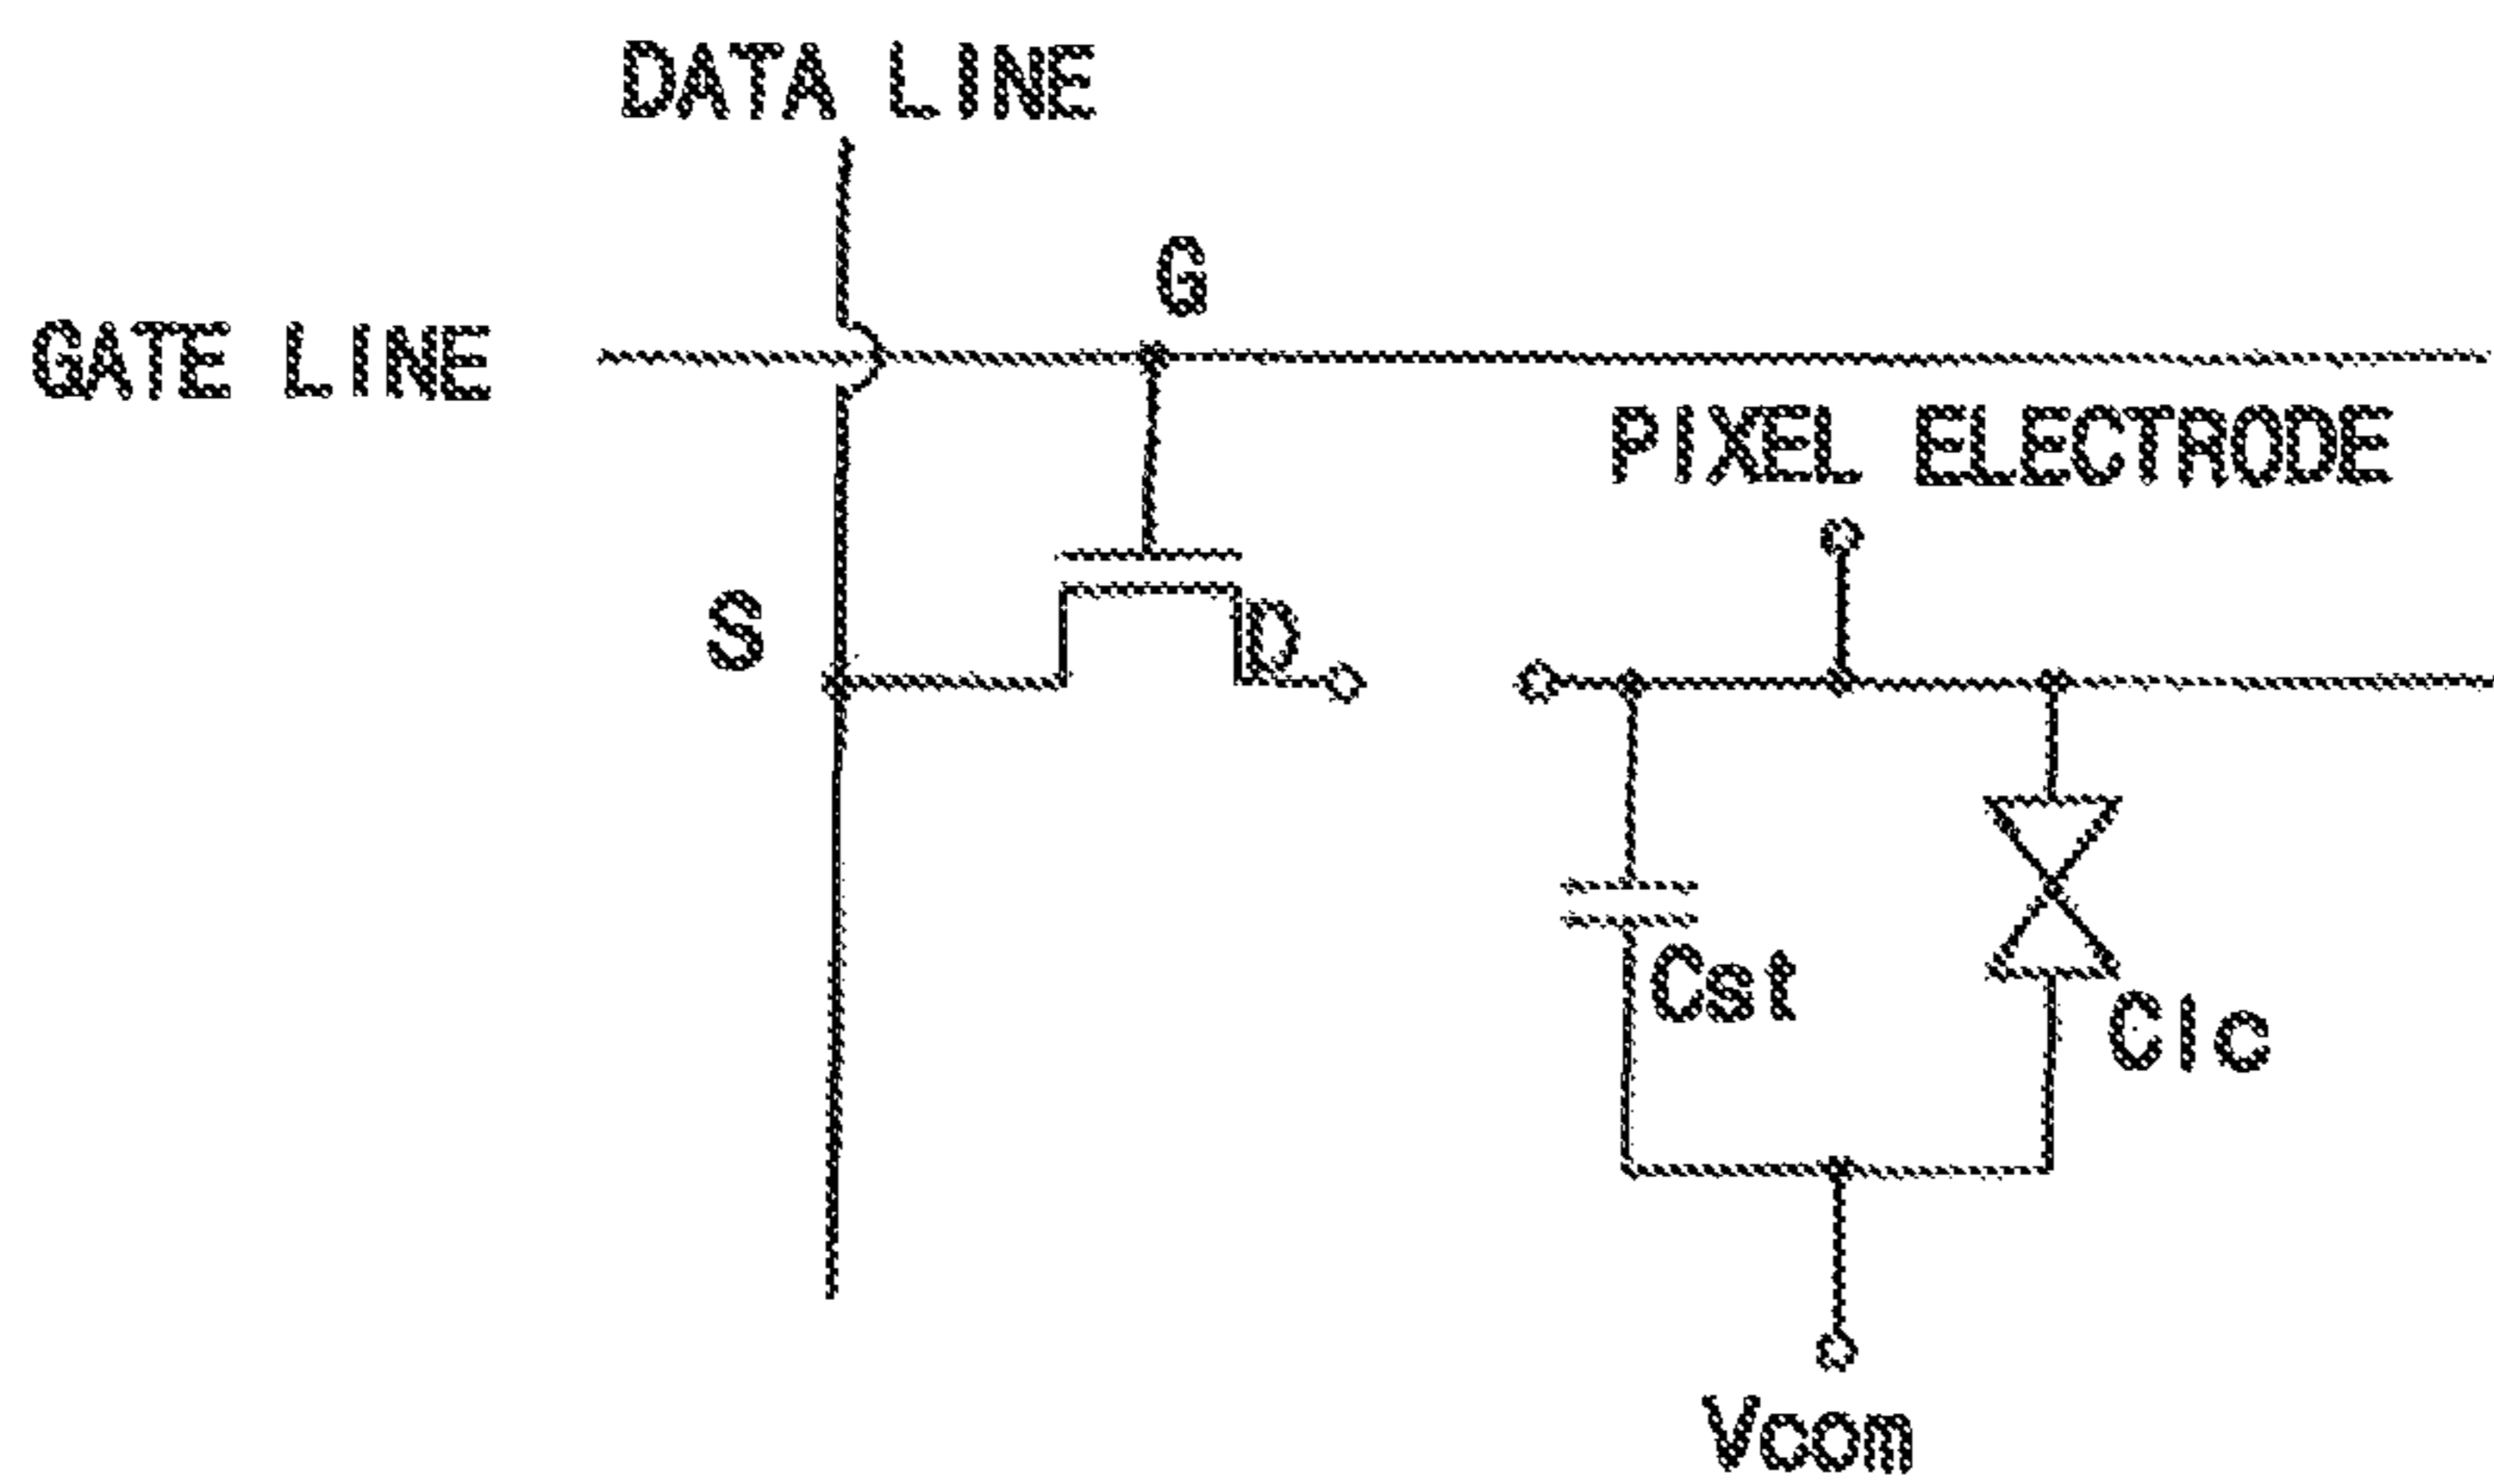 DATA LINE
G
GATE LINE
PIXEL ELECTRODE
S
D
Cst
Clc
Vcom